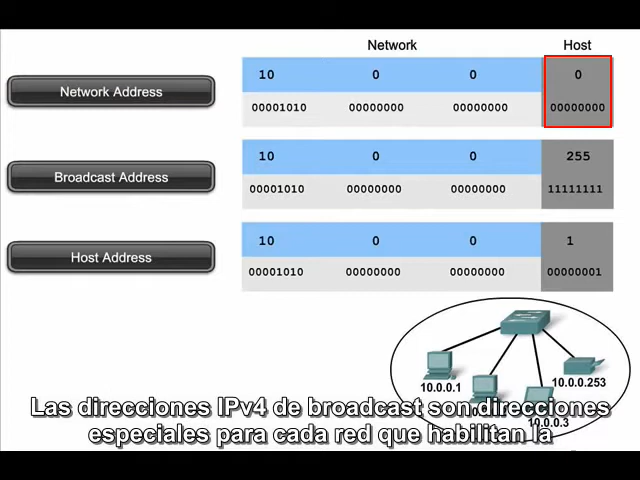 Network Host
Network Address
10 0 0 0
00001010 00000000 00000000 00000000
Broadcast Address
10 0 0 255
00001010 00000000 00000000 11111111
Host Address
10 0 0 1
00001010 00000000 00000000 00000001
10.0.0.1
10.0.0.253
10.0.0.3
Las direcciones IPv4 de broadcast son direcciones
especiales para cada red que habilitan la